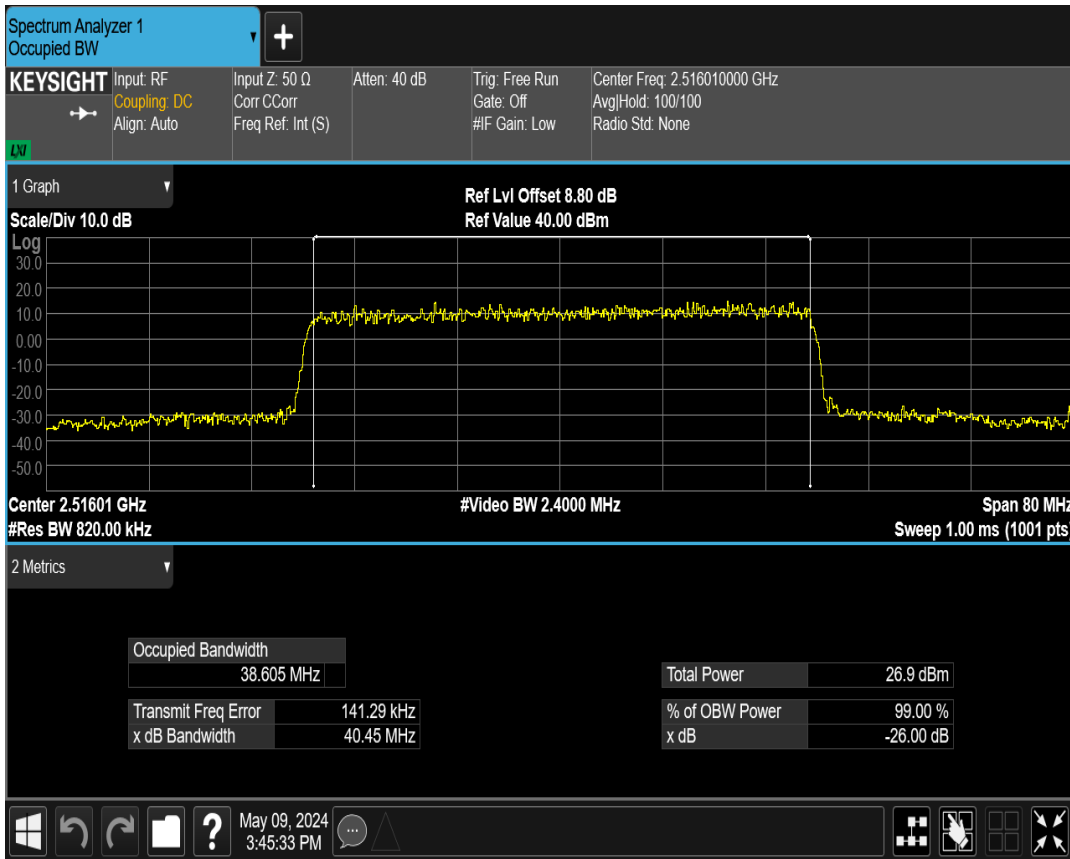 Spectrum Analyzer 1
Occupied BW
KEYSIGHT
LXI
Input: RF
Coupling: DC
Align: Auto
Input Z: 50 Ω
Corr CCorr
Freq Ref: Int (S)
Atten: 40 dB
Trig: Free Run
Gate: Off
#IF Gain: Low
Center Freq: 2.516010000 GHz
Avg|Hold: 100/100
Radio Std: None
1 Graph
Scale/Div 10.0 dB
Ref Lvl Offset 8.80 dB
Ref Value 40.00 dBm
Log
30.0
20.0
10.0
0.00
-10.0
-20.0
-30.0
-40.0
-50.0
Center 2.51601 GHz
#Video BW 2.4000 MHz
Span 80 MHz
#Res BW 820.00 kHz
Sweep 1.00 ms (1001 pts)
2 Metrics
Occupied Bandwidth
38.605 MHz
Transmit Freq Error 141.29 kHz
x dB Bandwidth 40.45 MHz
Total Power 26.9 dBm
% of OBW Power 99.00 %
x dB -26.00 dB
?
May 09, 2024
3:45:33 PM